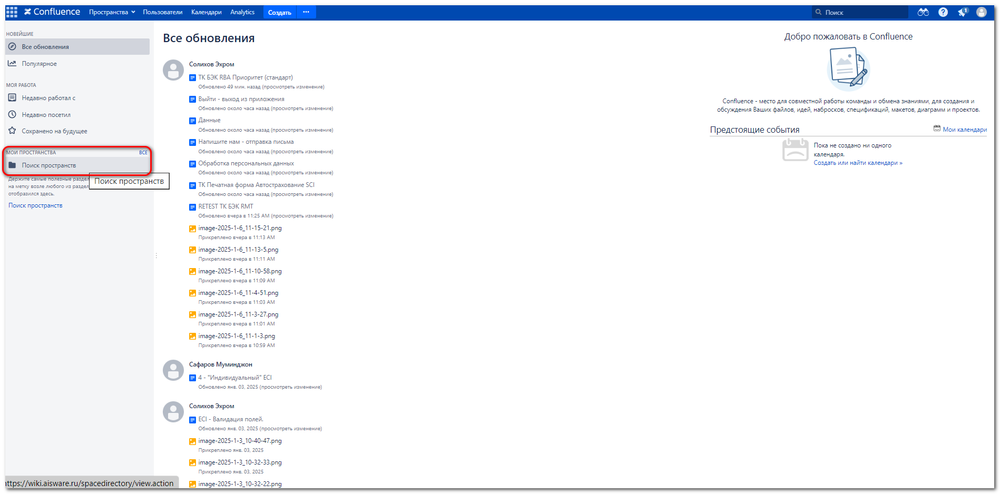 Confluence Пространства Пользователи Календари Analytics Создать ••• Поиск 1
НОВЕЙШИЕ
Все обновления
Популярное
МОЯ РАБОТА
Недавно работал с
Недавно посетил
Сохранено на будущее
МОИ ПРОСТРАНСТВА ВСЕ
Поиск пространств
Держите самые полезные раздел
на метку возле любого из раздел
отобразился здесь.
Поиск пространств
Поиск пространств
Все обновления
Солихов Эхром
ТК БЭК RBA Приоритет (стандарт)
Обновлено 49 мин. назад (просмотреть изменение)
Выйти - выход из приложения
Обновлено около часа назад (просмотреть изменение)
Данные
Обновлено около часа назад (просмотреть изменение)
Напишите нам - отправка письма
Обновлено около часа назад (просмотреть изменение)
Обработка персональных данных
Обновлено около часа назад (просмотреть изменение)
ТК Печатная форма Автострахование SCI
Обновлено около часа назад (просмотреть изменение)
RETEST ТК БЭК RMT
Обновлено вчера в 11:25 AM (просмотреть изменение)
image-2025-1-6_11-15-21.png
Прикреплено вчера в 11:13 AM
image-2025-1-6_11-13-5.png
Прикреплено вчера в 11:11 AM
image-2025-1-6_11-10-58.png
Прикреплено вчера в 11:09 AM
image-2025-1-6_11-4-51.png
Прикреплено вчера в 11:03 AM
image-2025-1-6_11-3-27.png
Прикреплено вчера в 11:01 AM
image-2025-1-6_11-1-3.png
Прикреплено вчера в 10:59 AM
Сафаров Муминджон
4 - "Индивидуальный" ECI
Обновлено янв. 03, 2025 (просмотреть изменение)
Солихов Эхром
ECI - Валидация полей.
Обновлено янв. 03, 2025 (просмотреть изменение)
image-2025-1-3_10-40-47.png
Прикреплено янв. 03, 2025
image-2025-1-3_10-32-33.png
Прикреплено янв. 03, 2025
image-2025-1-3_10-32-22.png
Добро пожаловать в Confluence
Confluence - место для совместной работы команды и обмена знаниями, для создания и
обсуждения Ваших файлов, идей, набросков, спецификаций, макетов, диаграмм и проектов.
Предстоящие события Мои календари
Пока не создано ни одного
календаря.
Создать или найти календари »
https://wiki.aisware.ru/spacedirectory/view.action